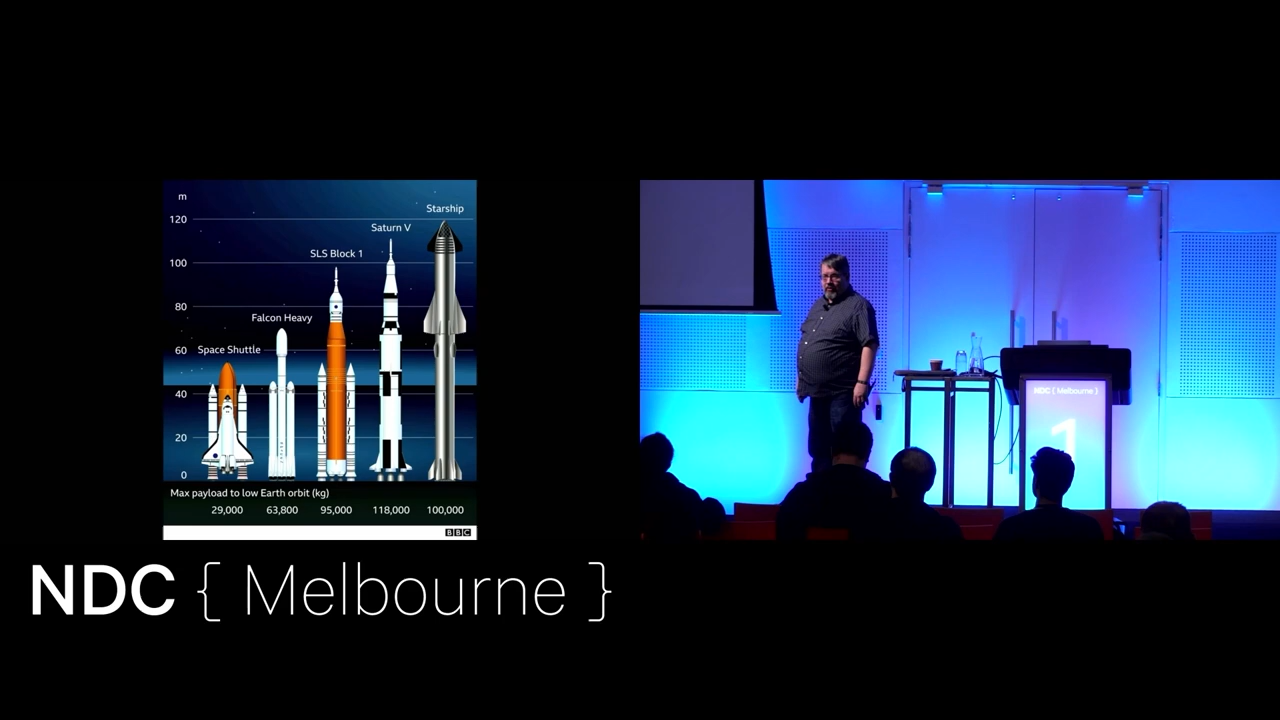 m
Starship
120
Saturn V
SLS Block 1
100
80
Falcon Heavy
Space Shuttle
60
40
20
0
Max payload to low Earth orbit (kg)
29,000 63,800 95,000 118,000 100,000
BBC
NDC { Melbourne }
1
NDC { Melbourne }